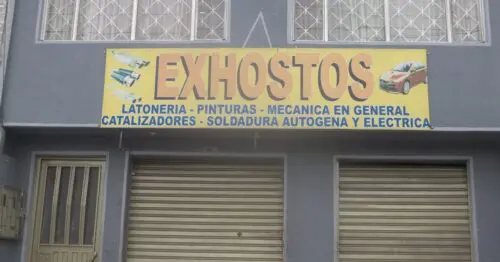 EXHOSTOS
LATONERIA - PINTURAS - MECANICA EN GENERAL
CATALIZADORES - SOLDADURA AUTOGENA Y ELECTRICA